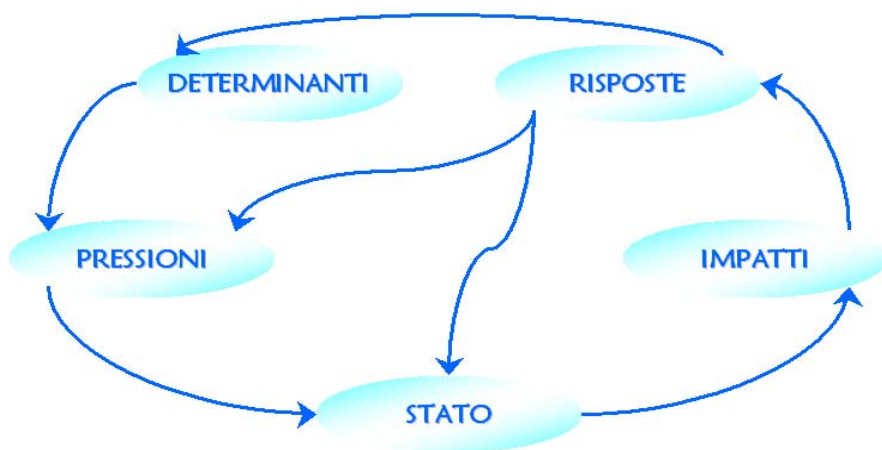 DETERMINANTI
RISPOSTE
PRESSIONI
IMPATTI
STATO